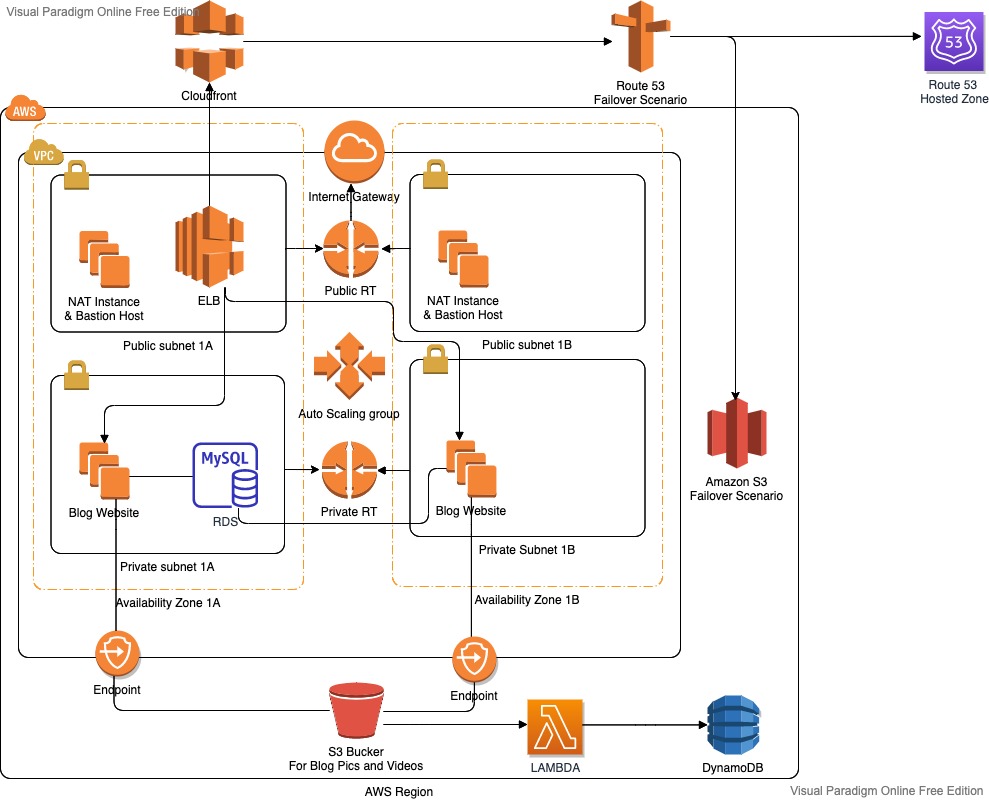 Visual Paradigm Online Free Edition
Cloudfront
Route 53
Failover Scenario
53
Route 53
Hosted Zone
AWS
VPC
Internet Gateway
NAT Instance
& Bastion Host
ELB
Public RT
NAT Instance
& Bastion Host
Public subnet 1A
Public subnet 1B
Auto Scaling group
MySQL
Blog Website
RDS
Private RT
Blog Website
Amazon S3
Failover Scenario
Private subnet 1A
Private Subnet 1B
Availability Zone 1A
Availability Zone 1B
Endpoint
Endpoint
S3 Bucker
For Blog Pics and Videos
LAMBDA
DynamoDB
AWS Region
Visual Paradigm Online Free Edition